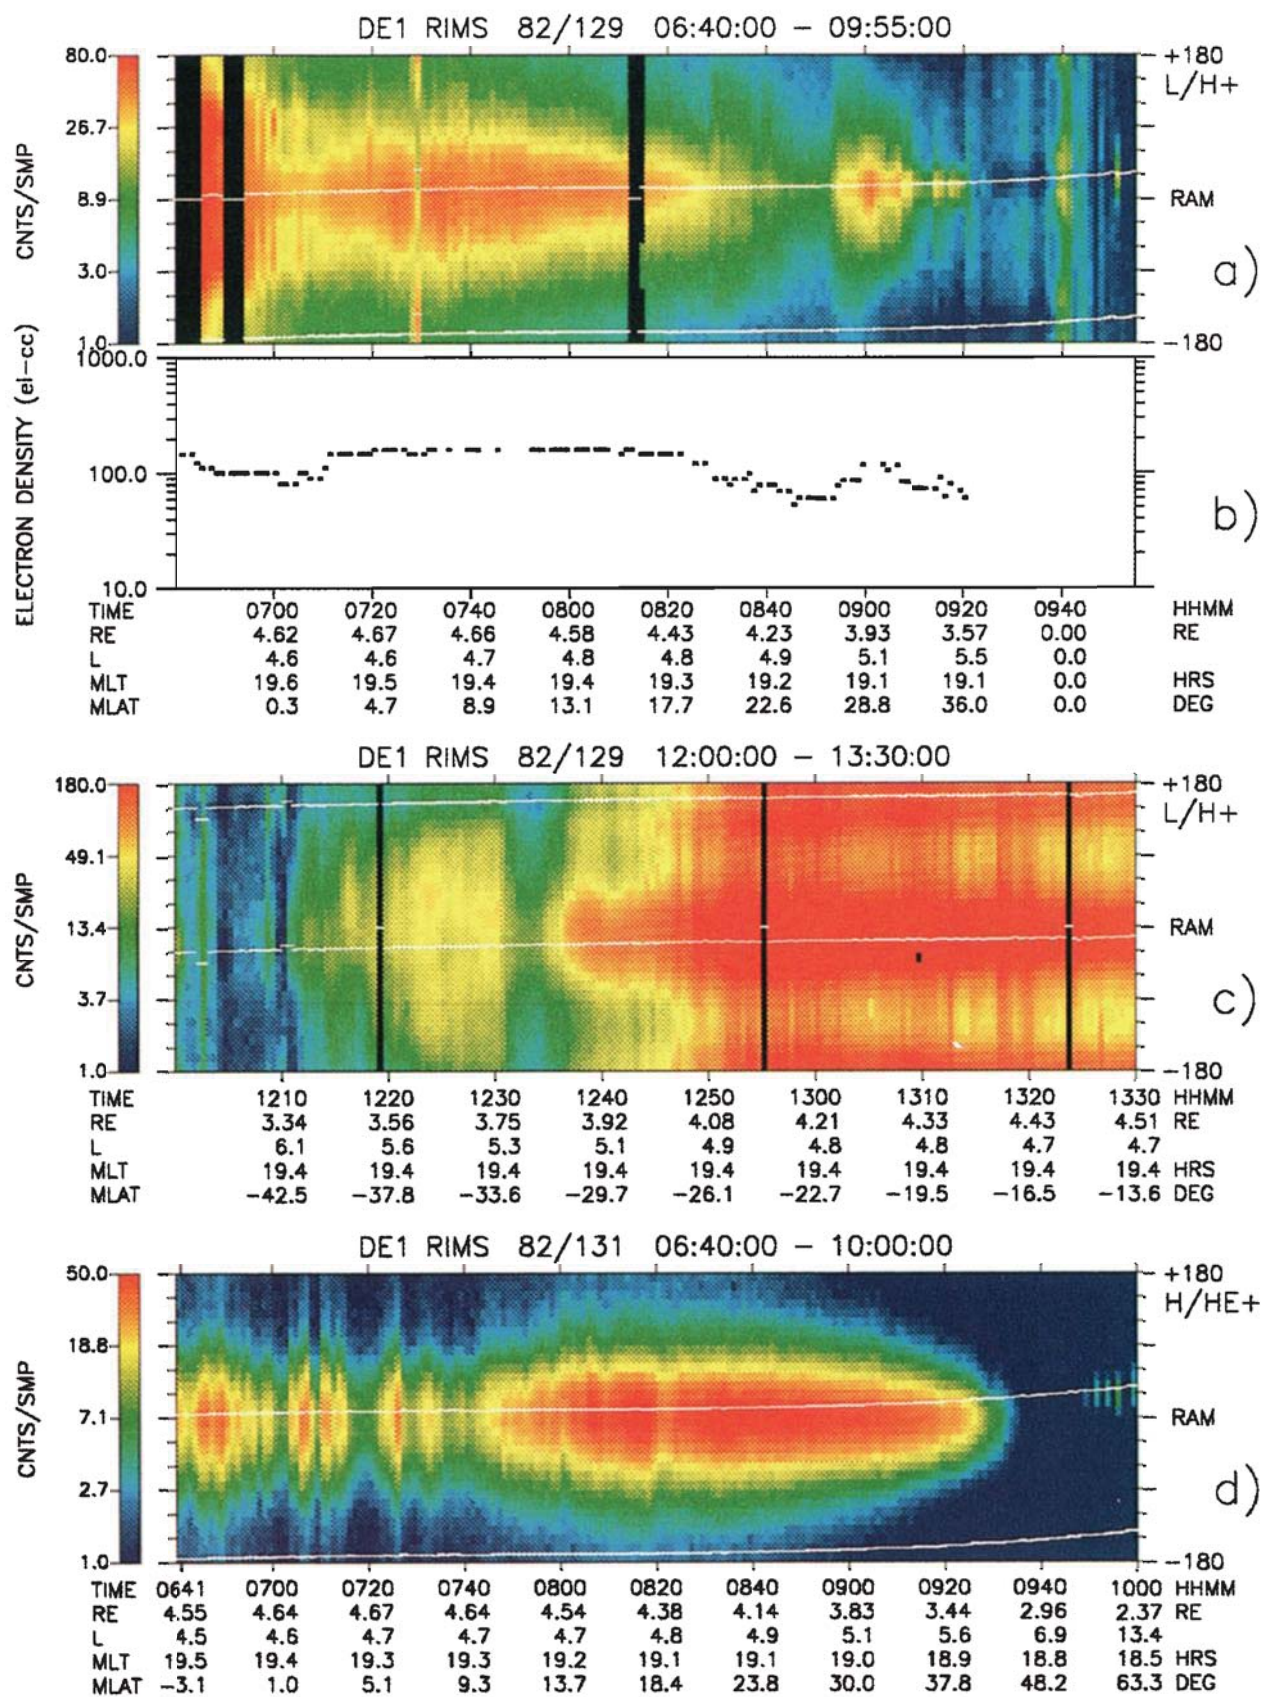 DE1 RIMS 82/129 06:40:00 – 09:55:00
80.0
26.7
8.9
3.0
1.0
CNTS/SMP
+180
L/H+
RAM
-180
a)
1000.0
100.0
10.0
ELECTRON DENSITY (el-cc)
b)
TIME 0700 0720 0740 0800 0820 0840 0900 0920 0940 HHMM
RE 4.62 4.67 4.66 4.58 4.43 4.23 3.93 3.57 0.00 RE
L 4.6 4.6 4.7 4.8 4.8 4.9 5.1 5.5 0.0
MLT 19.6 19.5 19.4 19.4 19.3 19.2 19.1 19.1 0.0 HRS
MLAT 0.3 4.7 8.9 13.1 17.7 22.6 28.8 36.0 0.0 DEG
DE1 RIMS 82/129 12:00:00 – 13:30:00
180.0
49.1
13.4
3.7
1.0
CNTS/SMP
+180
L/H+
RAM
-180
c)
TIME 1210 1220 1230 1240 1250 1300 1310 1320 1330 HHMM
RE 3.34 3.56 3.75 3.92 4.08 4.21 4.33 4.43 4.51 RE
L 6.1 5.6 5.3 5.1 4.9 4.8 4.8 4.7 4.7
MLT 19.4 19.4 19.4 19.4 19.4 19.4 19.4 19.4 19.4 HRS
MLAT -42.5 -37.8 -33.6 -29.7 -26.1 -22.7 -19.5 -16.5 -13.6 DEG
DE1 RIMS 82/131 06:40:00 – 10:00:00
50.0
18.8
7.1
2.7
1.0
CNTS/SMP
+180
H/HE+
RAM
-180
d)
TIME 0641 0700 0720 0740 0800 0820 0840 0900 0920 0940 1000 HHMM
RE 4.55 4.64 4.67 4.64 4.54 4.38 4.14 3.83 3.44 2.96 2.37 RE
L 4.5 4.6 4.7 4.7 4.7 4.8 4.9 5.1 5.6 6.9 13.4
MLT 19.5 19.4 19.3 19.3 19.2 19.1 19.1 19.0 18.9 18.8 18.5 HRS
MLAT -3.1 1.0 5.1 9.3 13.7 18.4 23.8 30.0 37.8 48.2 63.3 DEG